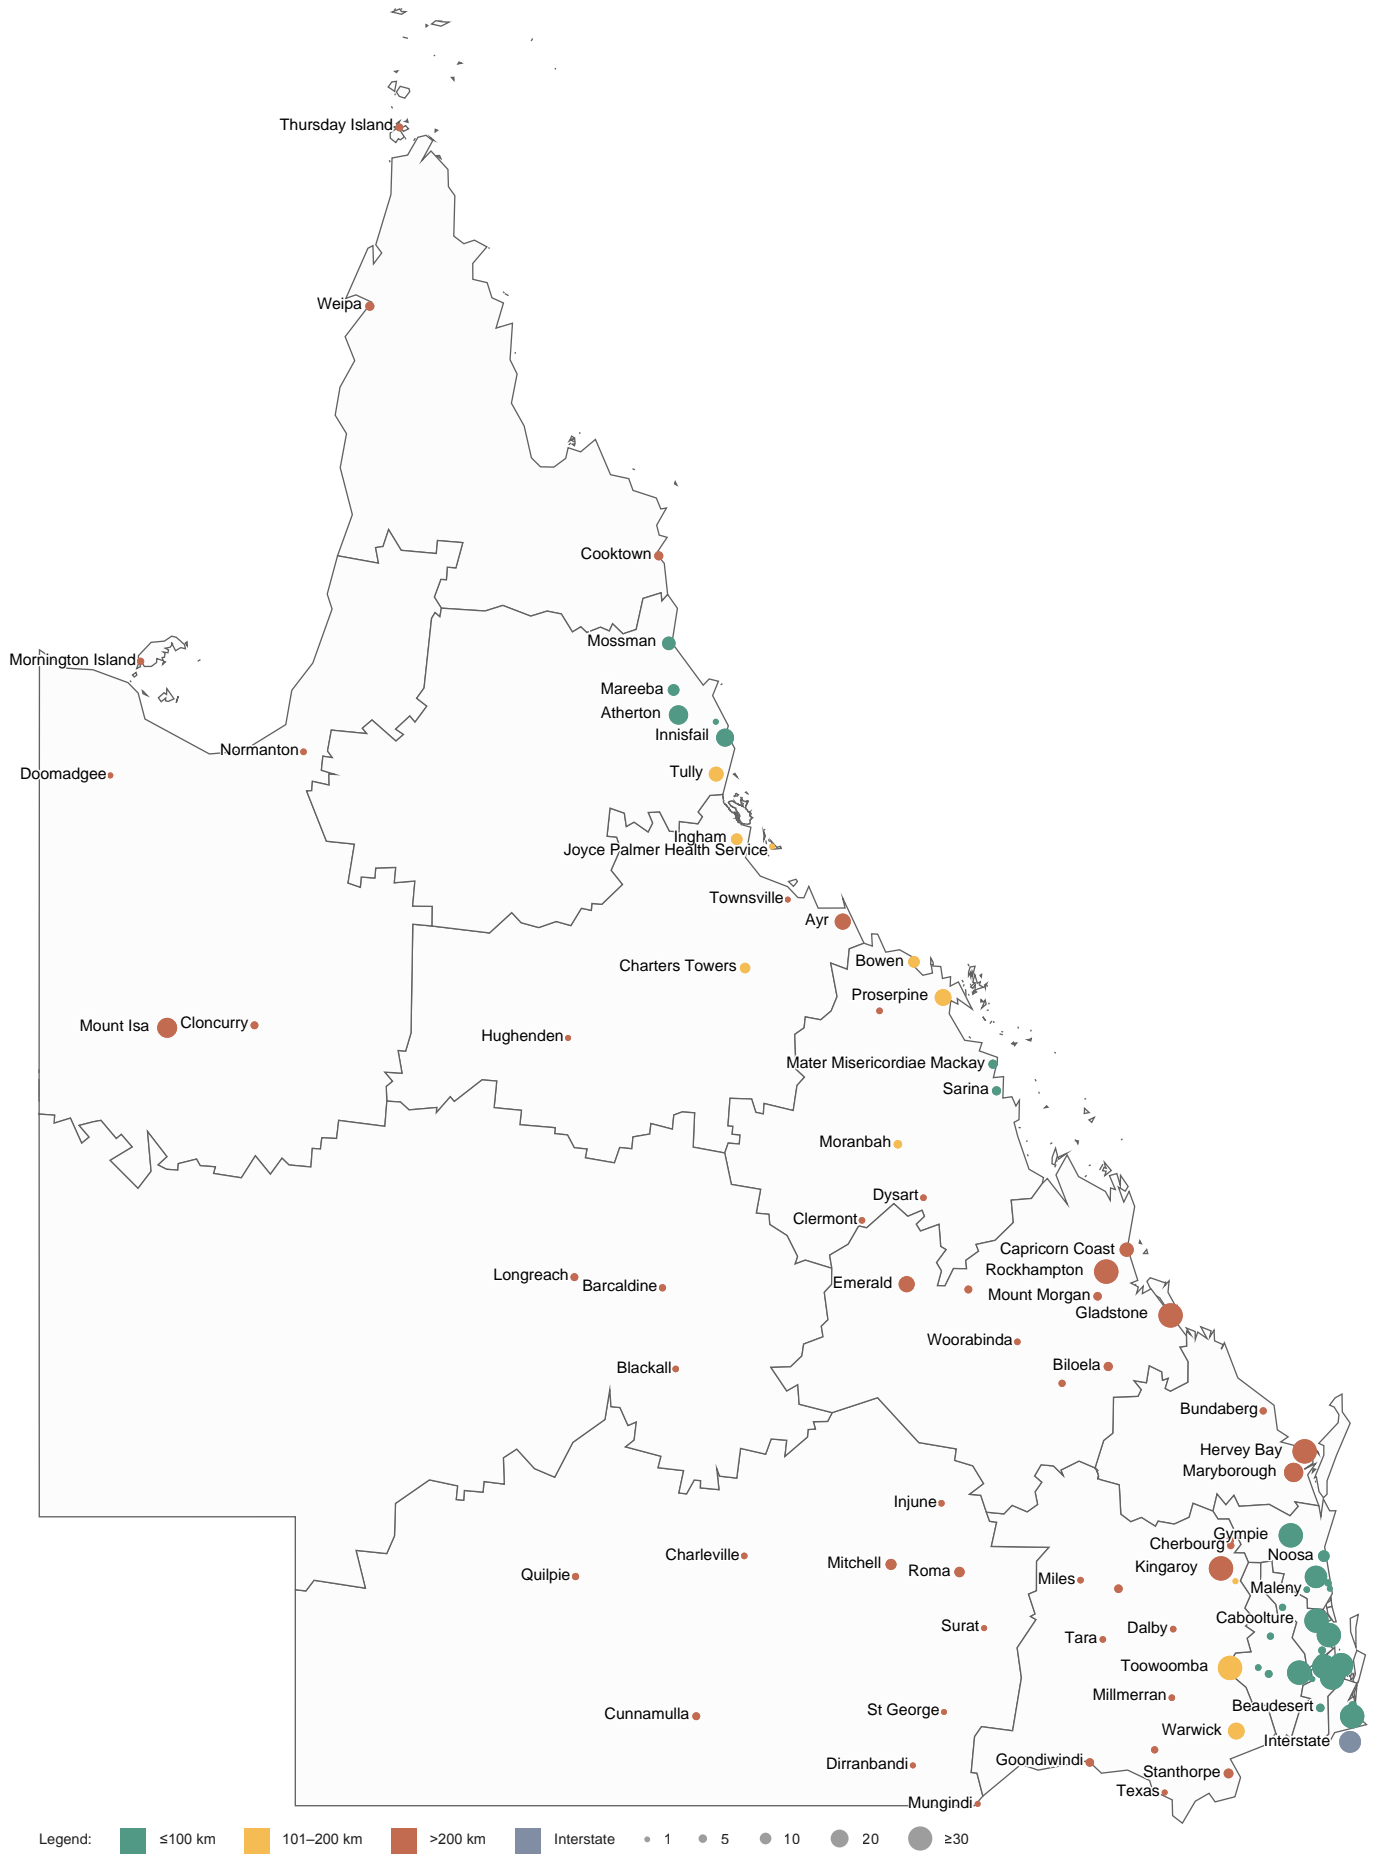 Thursday Island
Weipa
Cooktown
Mossman
Mornington Island
Mareeba
Atherton
Innisfail
Normanton
Doomadgee
Tully
Ingham
Joyce Palmer Health Service
Townsville
Ayr
Bowen
Charters Towers
Proserpine
Mount Isa
Cloncurry
Hughenden
Mater Misericordiae Mackay
Sarina
Moranbah
Dysart
Clermont
Capricorn Coast
Rockhampton
Longreach
Barcaldine
Emerald
Mount Morgan
Gladstone
Woorabinda
Blackall
Biloela
Bundaberg
Hervey Bay
Maryborough
Injune
Gympie
Cherbourg
Charleville
Noosa
Mitchell
Roma
Kingaroy
Quilpie
Miles
Maleny
Caboolture
Surat
Tara
Dalby
Toowoomba
Millmerran
Beaudesert
Cunnamulla
St George
Warwick
Interstate
Dirranbandi
Goondiwindi
Stanthorpe
Texas
Mungindi
Legend: ≤100 km 101–200 km >200 km Interstate 1 5 10 20 ≥30